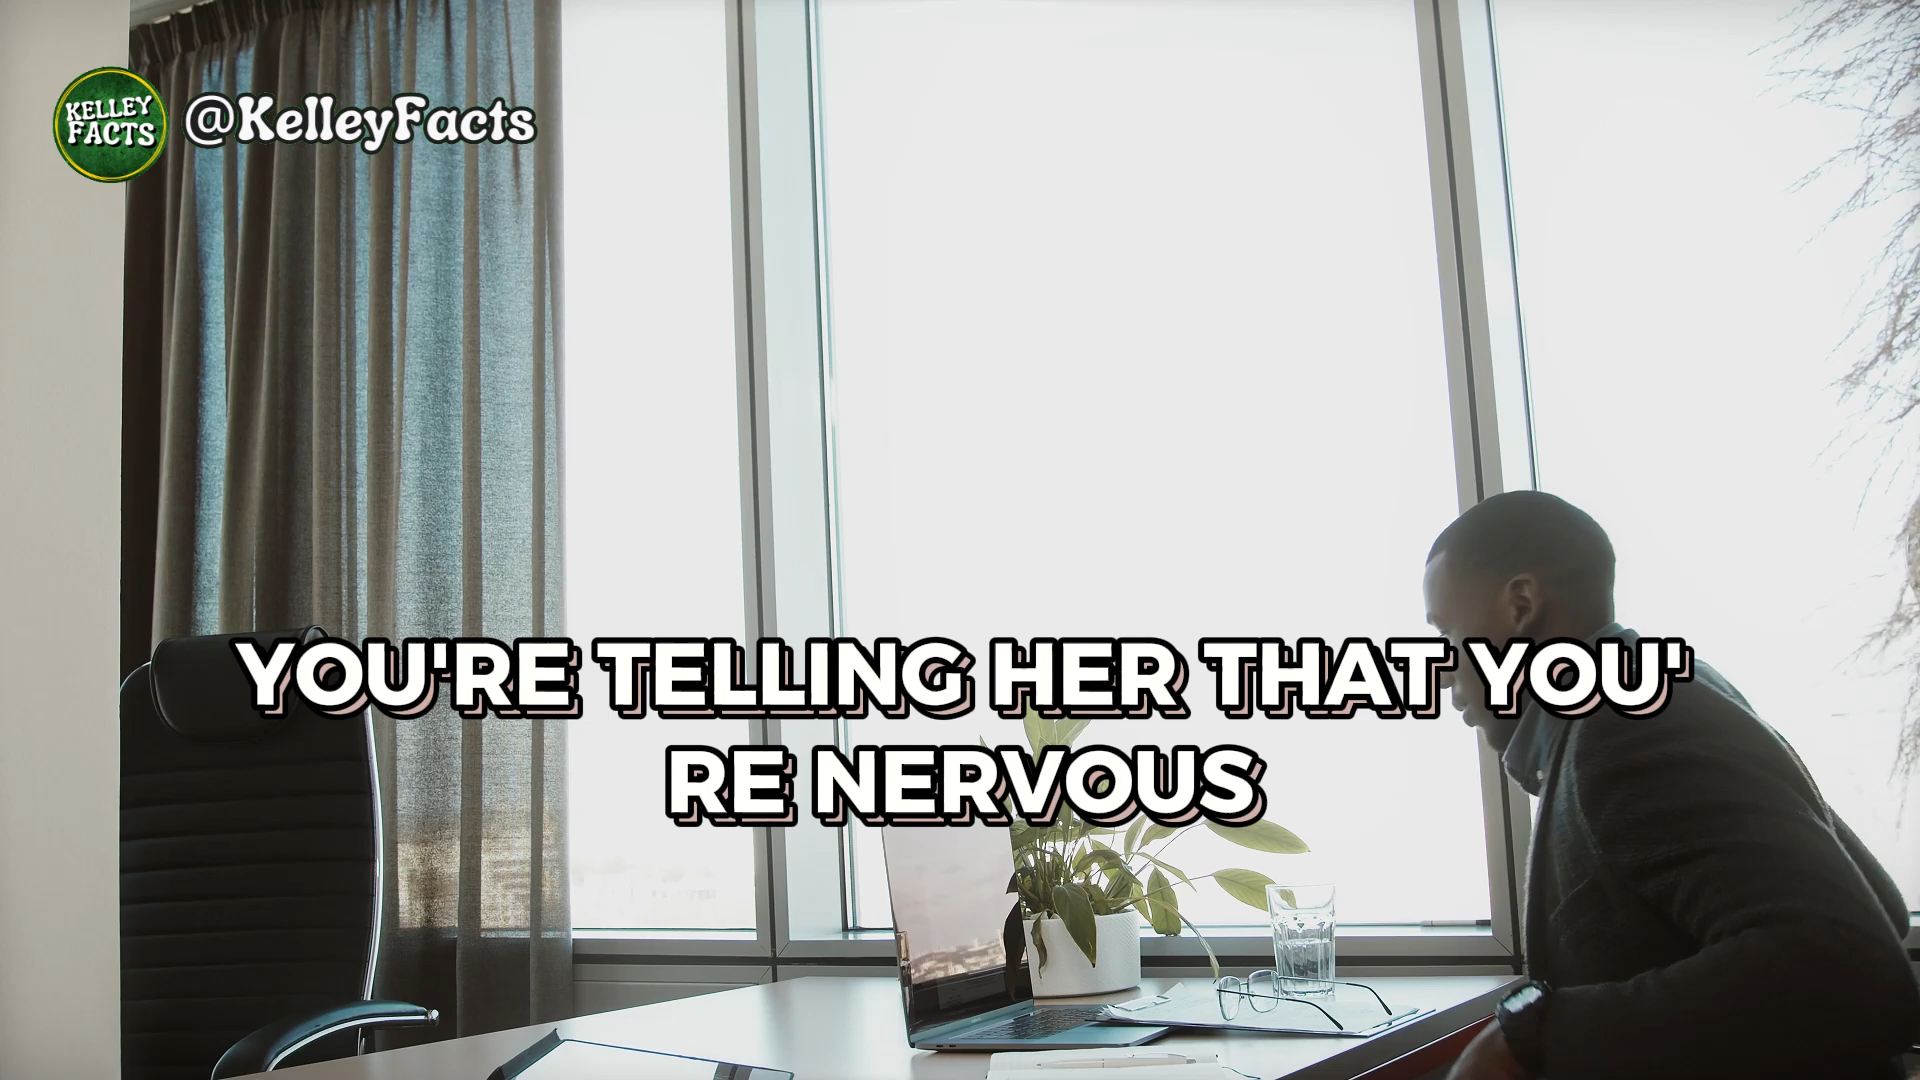 KELLEY
FACTS
@KelleyFacts
YOU'RE TELLING HER THAT YOU'
RE NERVOUS